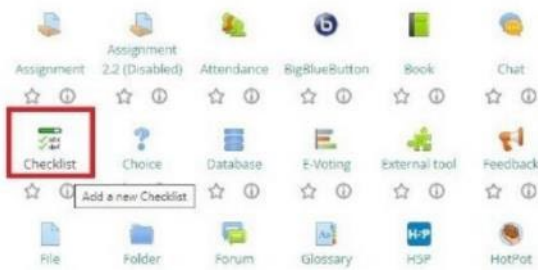 Assignment
Assignment
2.2 (Disabled)
Attendance
BigBlueButton
Book
Chat
Checklist
Choice
Database
E-Voting
External tool
Feedback
Add a new Checklist
File
Folder
Forum
Glossary
H5P
HotPot